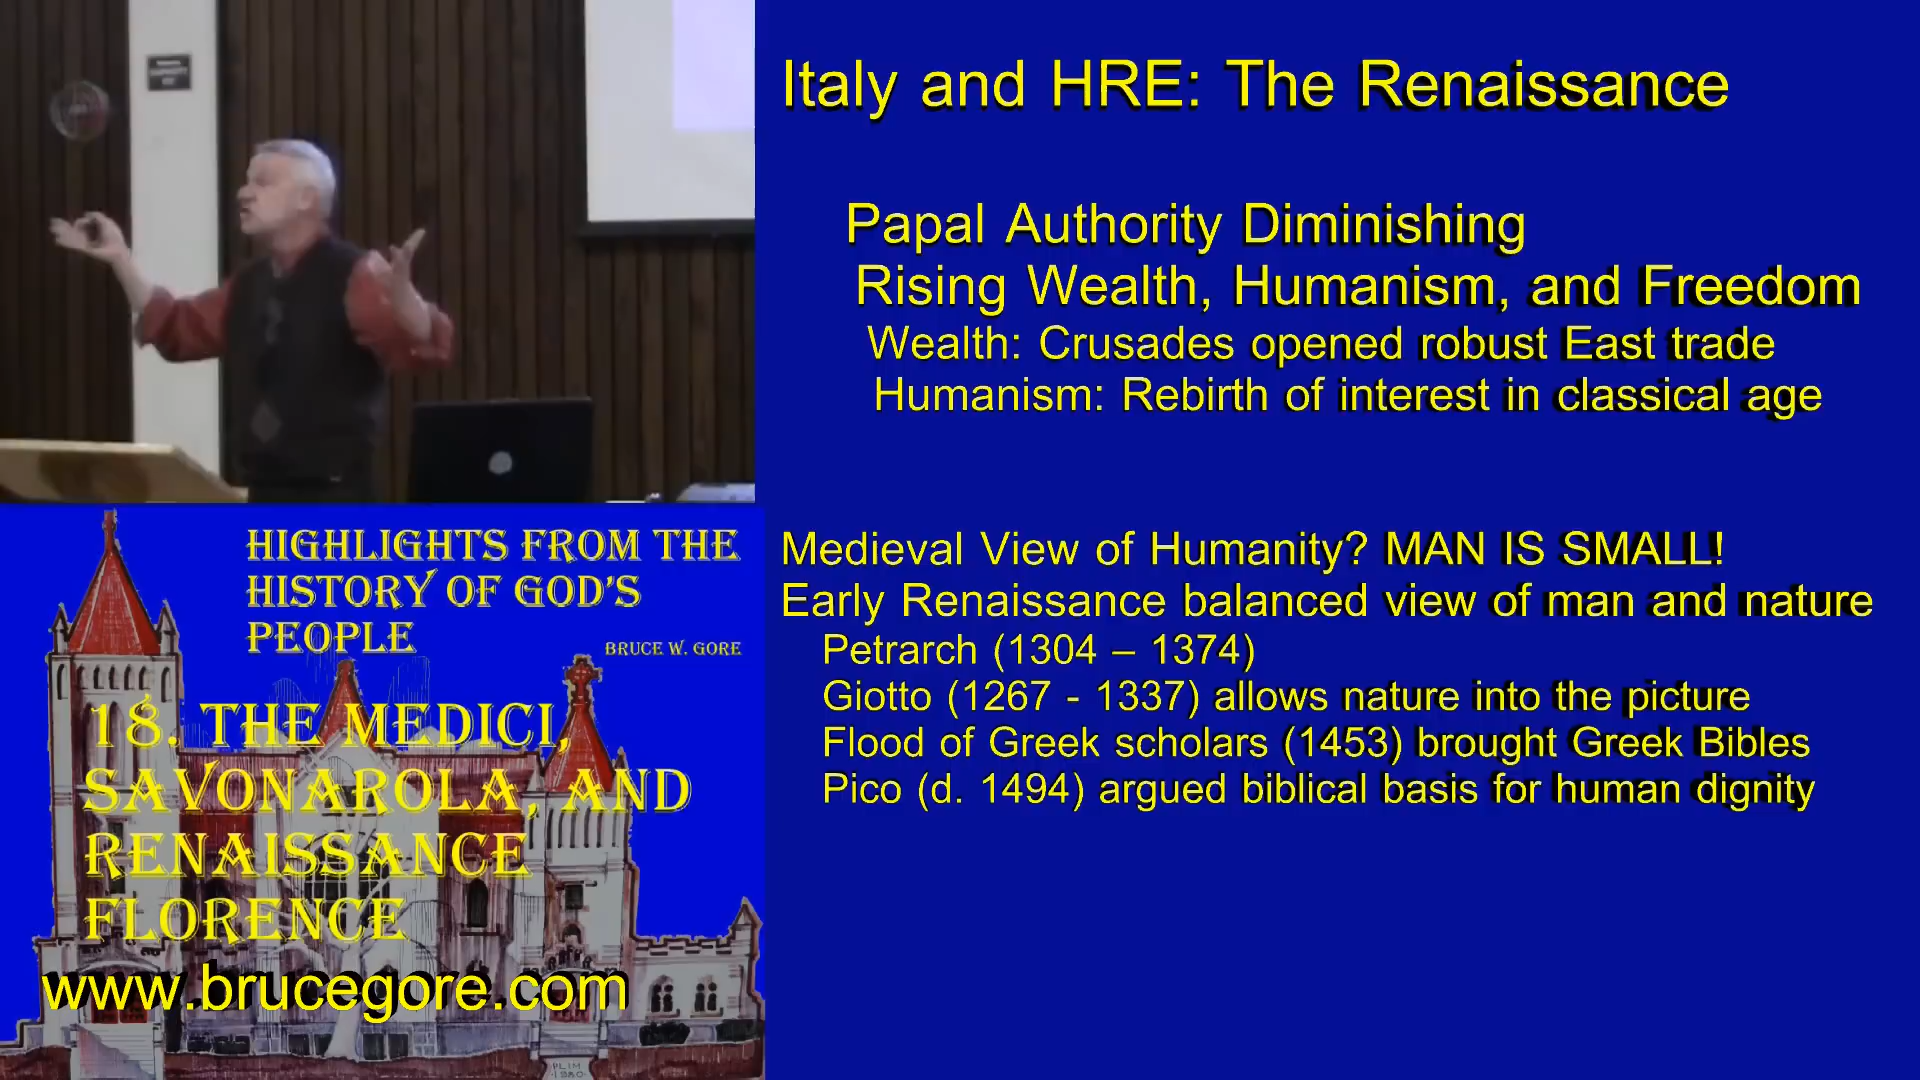 Italy and HRE: The Renaissance
Papal Authority Diminishing
Rising Wealth, Humanism, and Freedom
Wealth: Crusades opened robust East trade
Humanism: Rebirth of interest in classical age
Medieval View of Humanity? MAN IS SMALL!
Early Renaissance balanced view of man and nature
Petrarch (1304 – 1374)
Giotto (1267 - 1337) allows nature into the picture
Flood of Greek scholars (1453) brought Greek Bibles
Pico (d. 1494) argued biblical basis for human dignity
HIGHLIGHTS FROM THE
HISTORY OF GOD'S
PEOPLE
BRUCE W. GORE
18. THE MEDICI,
SAVONAROLA, AND
RENAISSANCE
FLORENCE
www.brucegore.com